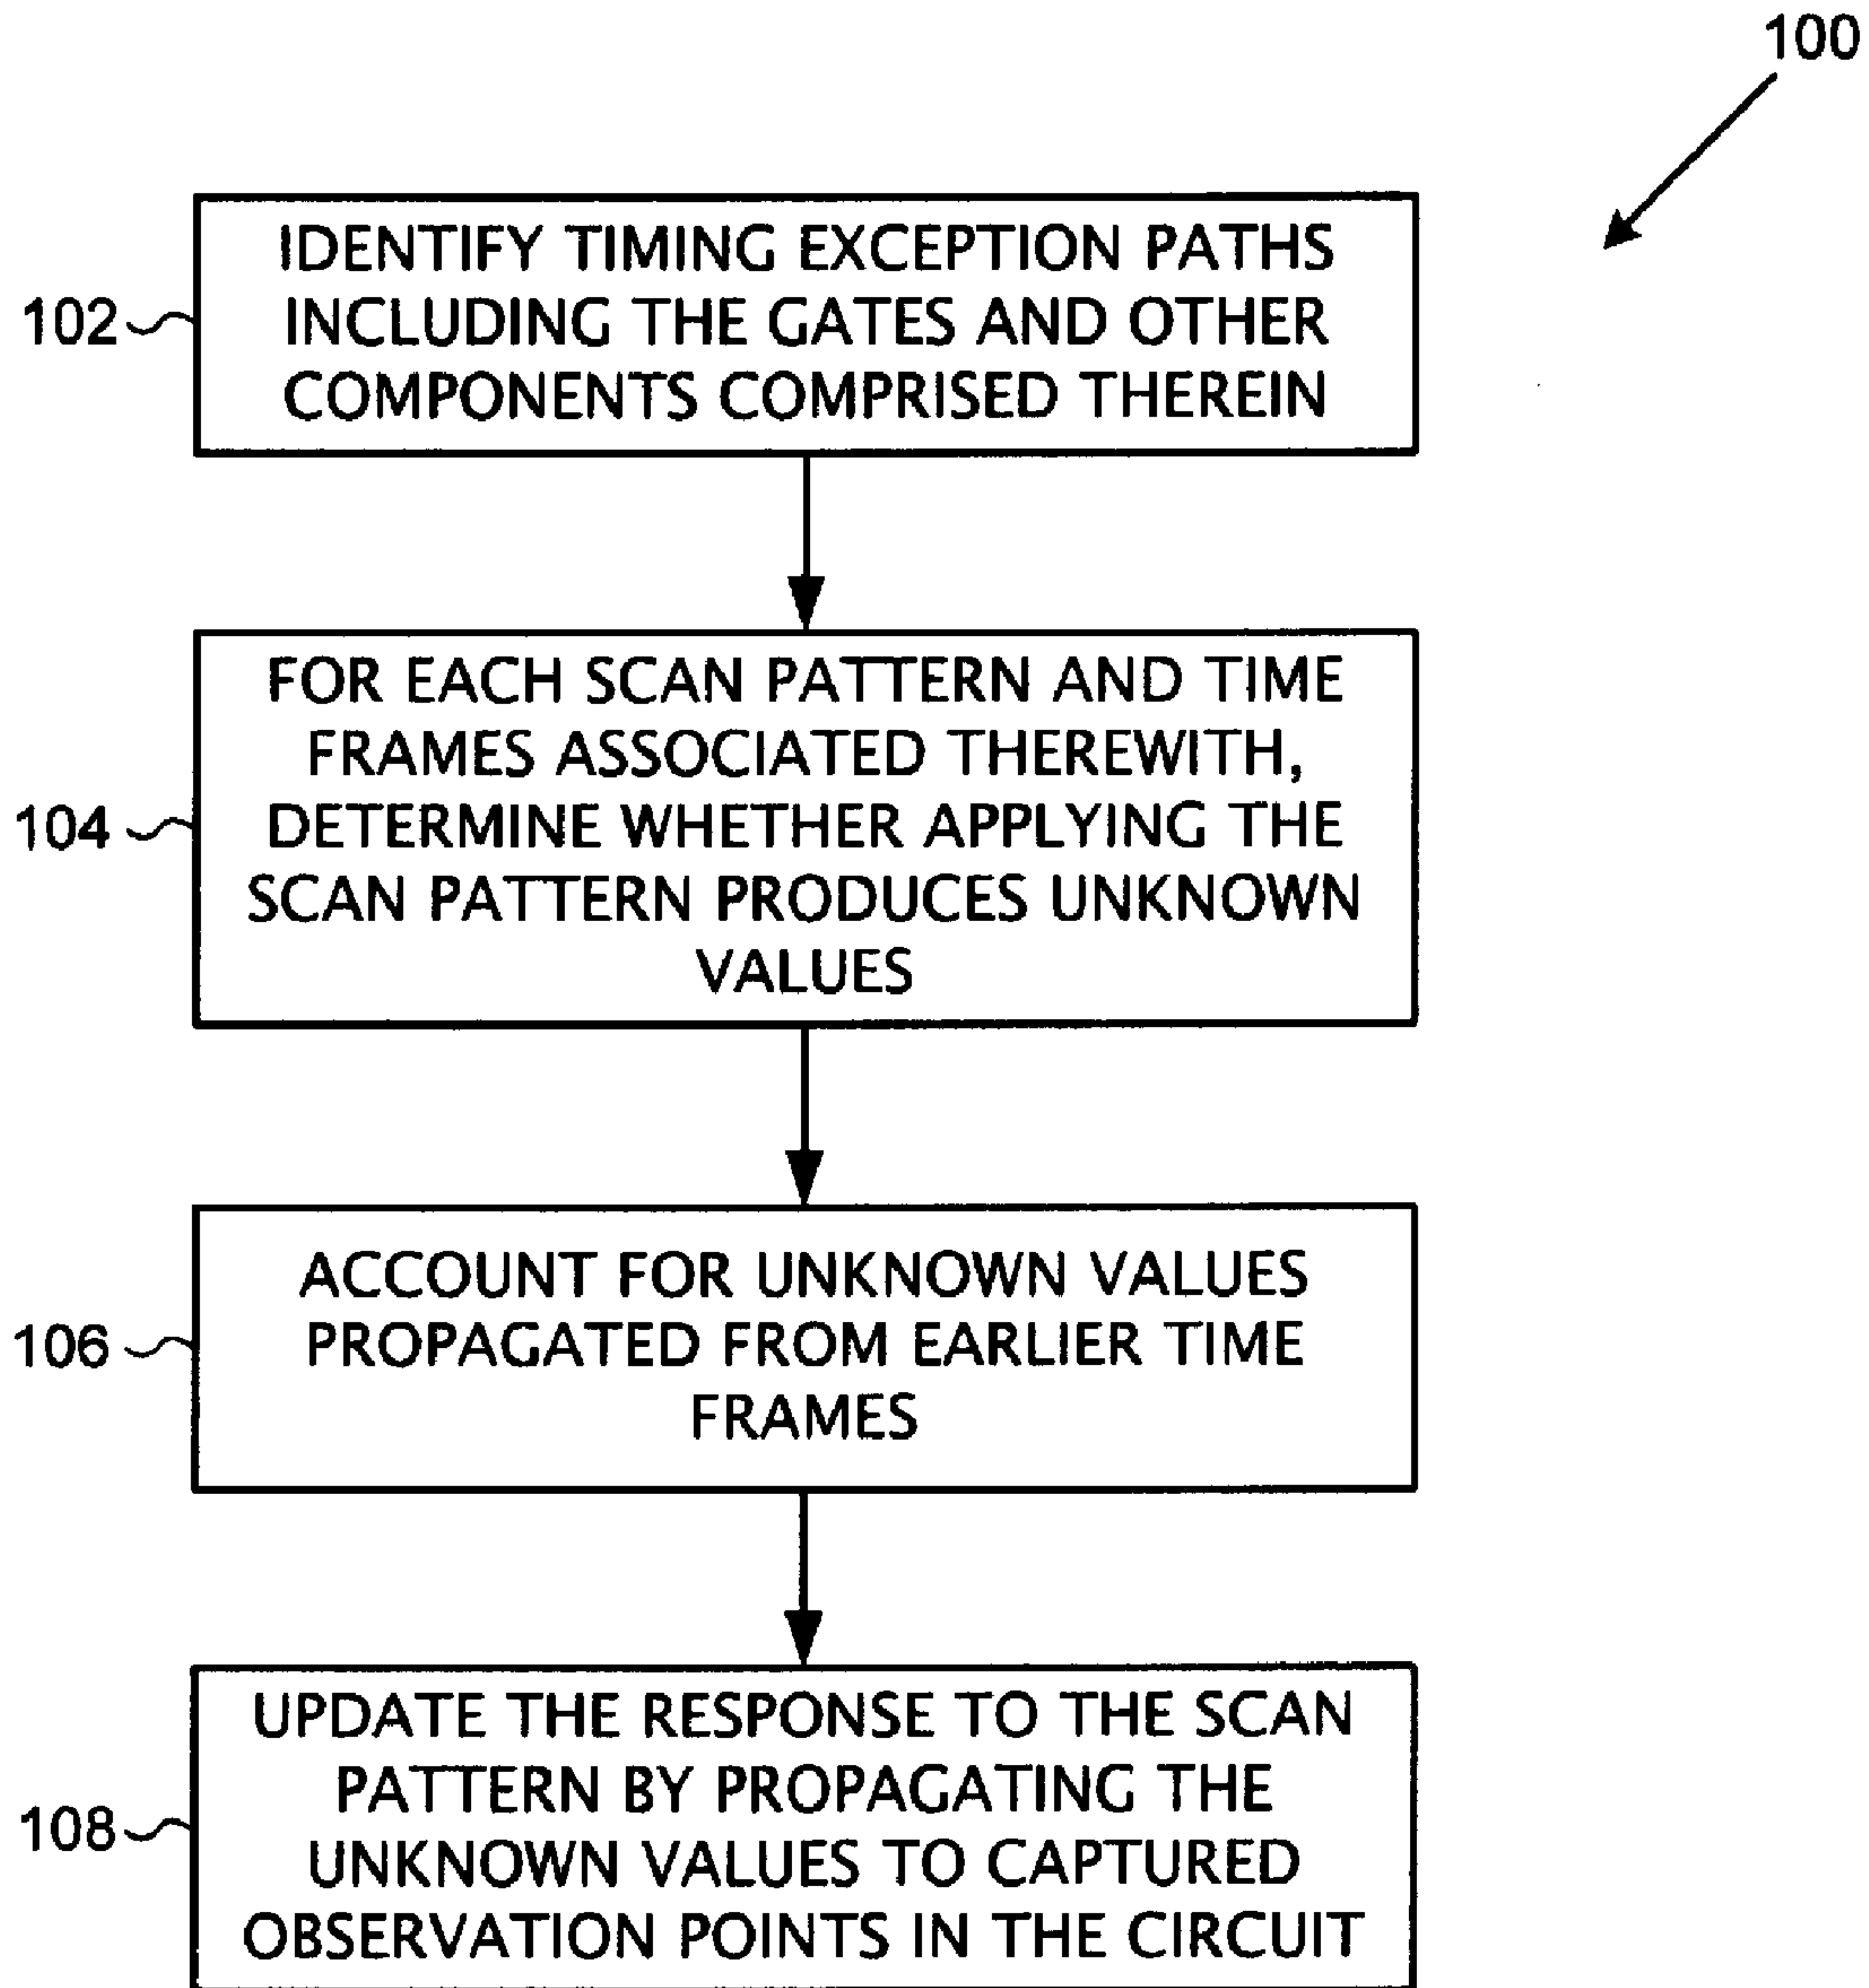 100
IDENTIFY TIMING EXCEPTION PATHS
INCLUDING THE GATES AND OTHER
COMPONENTS COMPRISED THEREIN
102
FOR EACH SCAN PATTERN AND TIME
FRAMES ASSOCIATED THEREWITH,
DETERMINE WHETHER APPLYING THE
SCAN PATTERN PRODUCES UNKNOWN
VALUES
104
ACCOUNT FOR UNKNOWN VALUES
PROPAGATED FROM EARLIER TIME
FRAMES
106
UPDATE THE RESPONSE TO THE SCAN
PATTERN BY PROPAGATING THE
UNKNOWN VALUES TO CAPTURED
OBSERVATION POINTS IN THE CIRCUIT
108